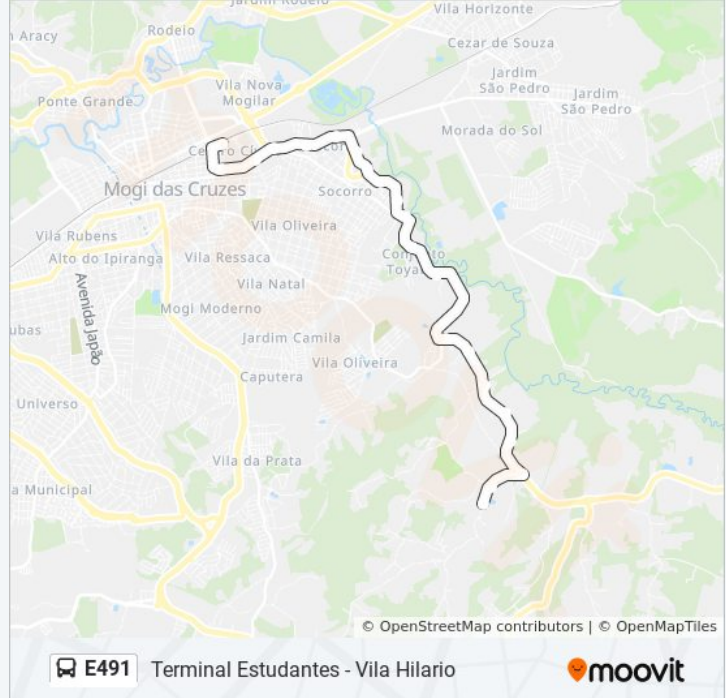 Jardim Rodeio
Vila Horizonte
Aracy
Rodeio
Cezar de Souza
Jardim
São Pedro
Vila Nova
Mogilar
Ponte Grande
Jardim
São Pedro
Morada do Sol
Mogi das Cruzes
Socorro
Vila Oliveira
Vila Rubens
Alto do Ipiranga
Vila Ressaca
Vila Natal
Avenida Japão
Mogi Moderno
Jardim Camila
Vila Oliveira
Caputera
Universo
Vila da Prata
a Municipal
© OpenStreetMap contributors | © OpenMapTiles
E491 Terminal Estudantes - Vila Hilario
moovit